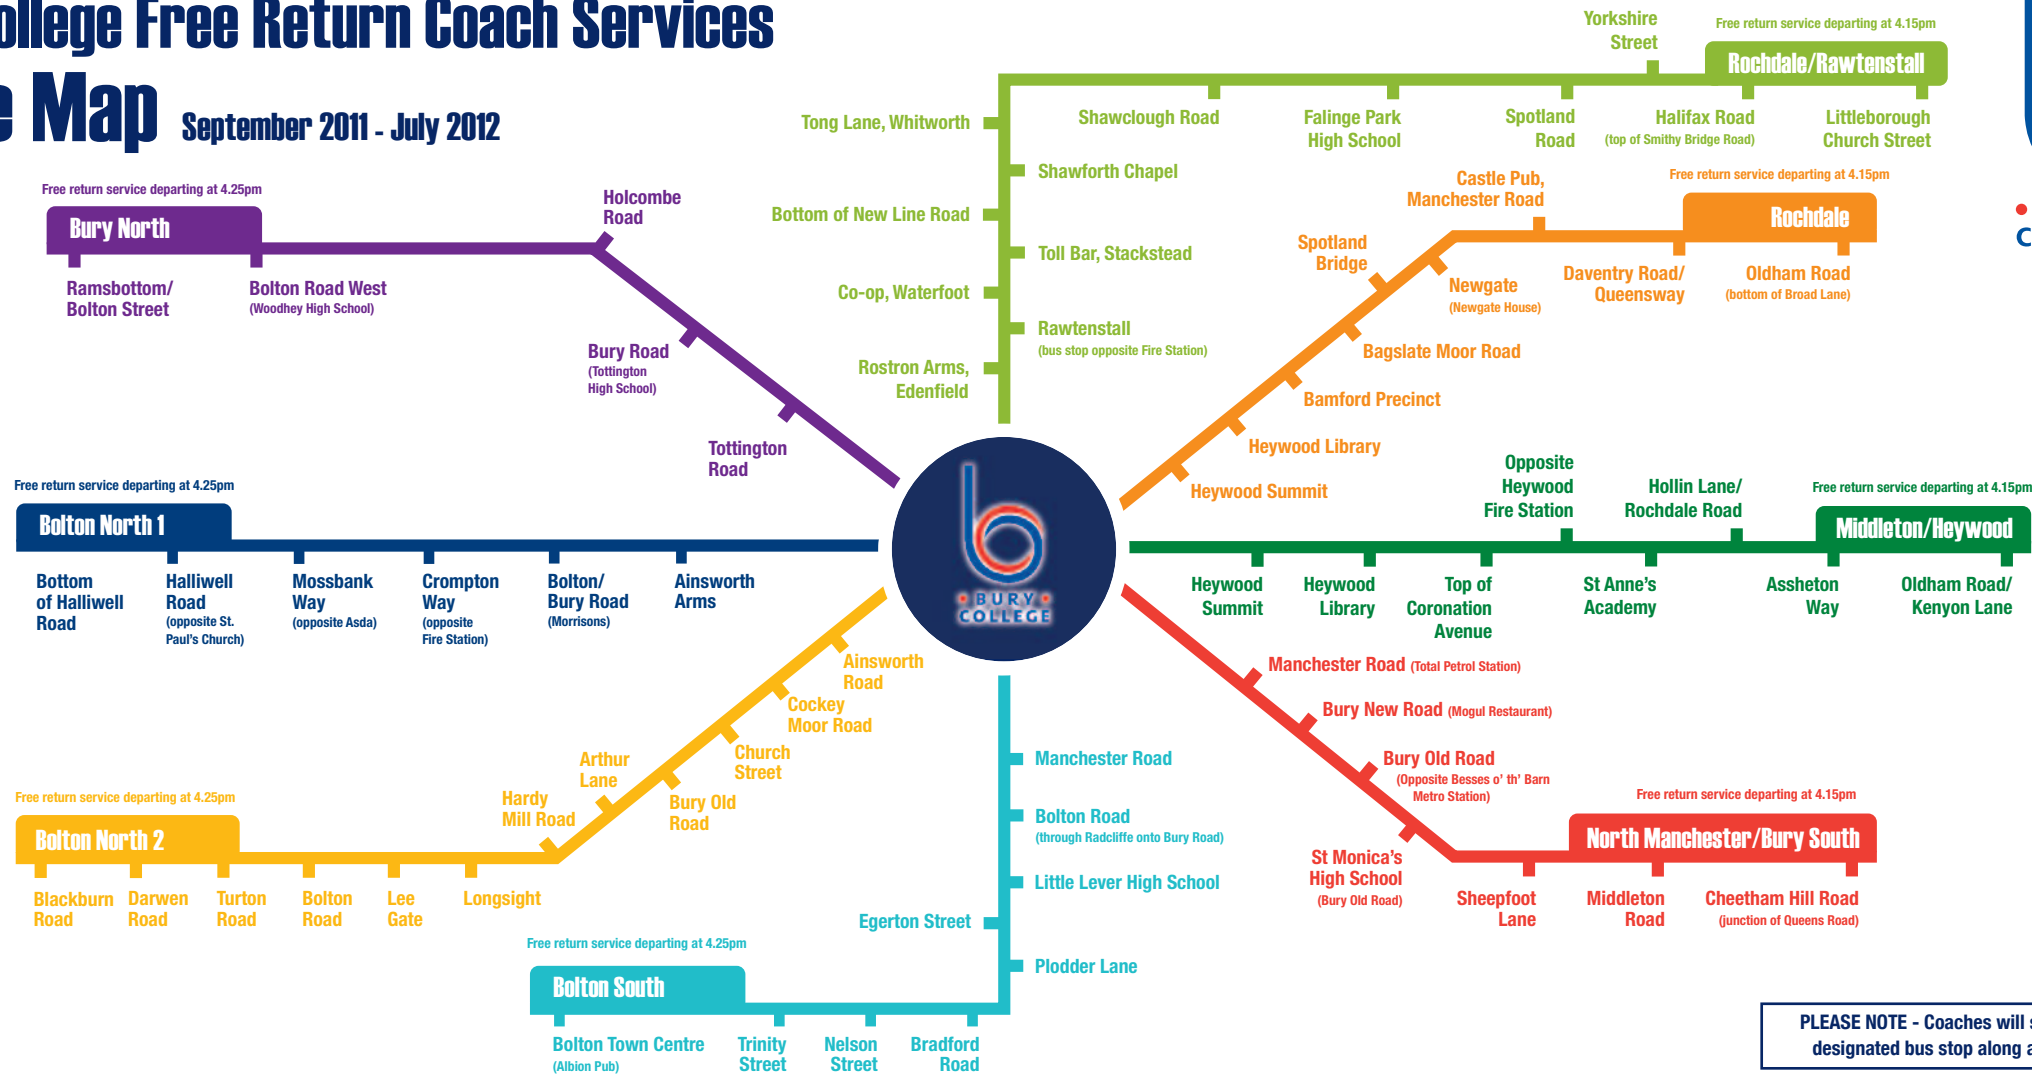 ollege Free Return Coach Services
e Map September 2011 - July 2012
Free return service departing at 4.25pm
Bury North
Ramsbottom/
Bolton Street
Bolton Road West
(Woodhey High School)
Holcombe
Road
Bury Road
(Tottington
High School)
Tottington
Road
Free return service departing at 4.15pm
Rochdale/Rawtenstall
Yorkshire
Street
Tong Lane, Whitworth
Shawclough Road
Falinge Park
High School
Spotland
Road
Halifax Road
(top of Smithy Bridge Road)
Littleborough
Church Street
Shawforth Chapel
Bottom of New Line Road
Toll Bar, Stackstead
Co-op, Waterfoot
Rawtenstall
(bus stop opposite Fire Station)
Rostron Arms,
Edenfield
Free return service departing at 4.15pm
Rochdale
Castle Pub,
Manchester Road
Spotland
Bridge
Newgate
(Newgate House)
Daventry Road/
Queensway
Oldham Road
(bottom of Broad Lane)
Bagslate Moor Road
Bamford Precinct
Heywood Library
Heywood Summit
Free return service departing at 4.25pm
Bolton North 1
Bottom
of Halliwell
Road
Halliwell
Road
(opposite St.
Paul's Church)
Mossbank
Way
(opposite Asda)
Crompton
Way
(opposite
Fire Station)
Bolton/
Bury Road
(Morrisons)
Ainsworth
Arms
BURY
COLLEGE
Free return service departing at 4.15pm
Middleton/Heywood
Opposite
Heywood
Fire Station
Hollin Lane/
Rochdale Road
Heywood
Summit
Heywood
Library
Top of
Coronation
Avenue
St Anne's
Academy
Assheton
Way
Oldham Road/
Kenyon Lane
Free return service departing at 4.25pm
Bolton North 2
Blackburn
Road
Darwen
Road
Turton
Road
Bolton
Road
Lee
Gate
Longsight
Hardy
Mill Road
Arthur
Lane
Bury Old
Road
Church
Street
Cockey
Moor Road
Ainsworth
Road
Manchester Road (Total Petrol Station)
Bury New Road (Mogul Restaurant)
Bury Old Road
(Opposite Besses o' th' Barn
Metro Station)
St Monica's
High School
(Bury Old Road)
Free return service departing at 4.15pm
North Manchester/Bury South
Sheepfoot
Lane
Middleton
Road
Cheetham Hill Road
(junction of Queens Road)
Manchester Road
Bolton Road
(through Radcliffe onto Bury Road)
Little Lever High School
Egerton Street
Plodder Lane
Free return service departing at 4.25pm
Bolton South
Bolton Town Centre
(Albion Pub)
Trinity
Street
Nelson
Street
Bradford
Road
PLEASE NOTE - Coaches will
designated bus stop along